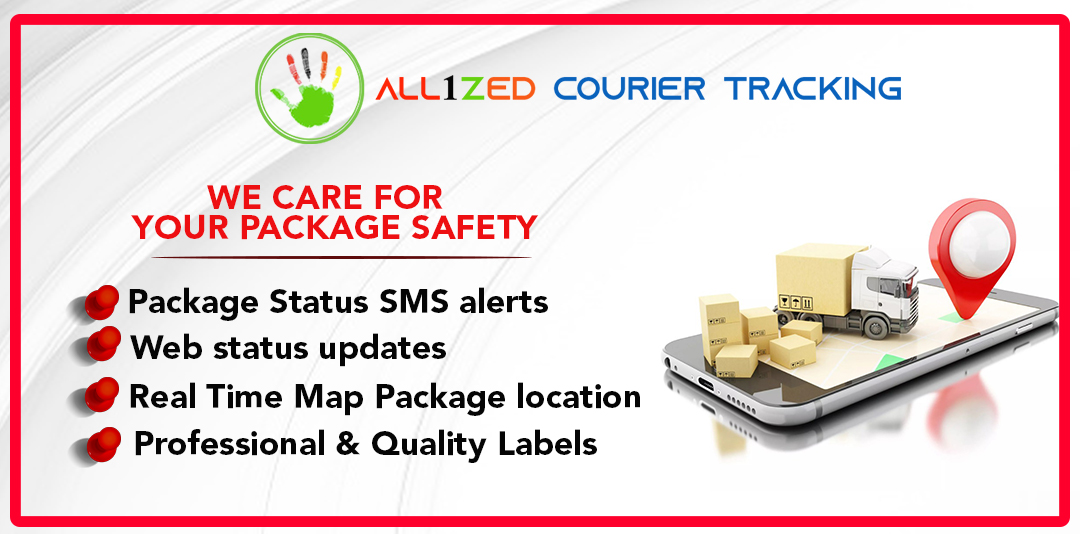 ALL1ZED COURIER TRACKING
WE CARE FOR
YOUR PACKAGE SAFETY
Package Status SMS alerts
Web status updates
Real Time Map Package location
Professional & Quality Labels